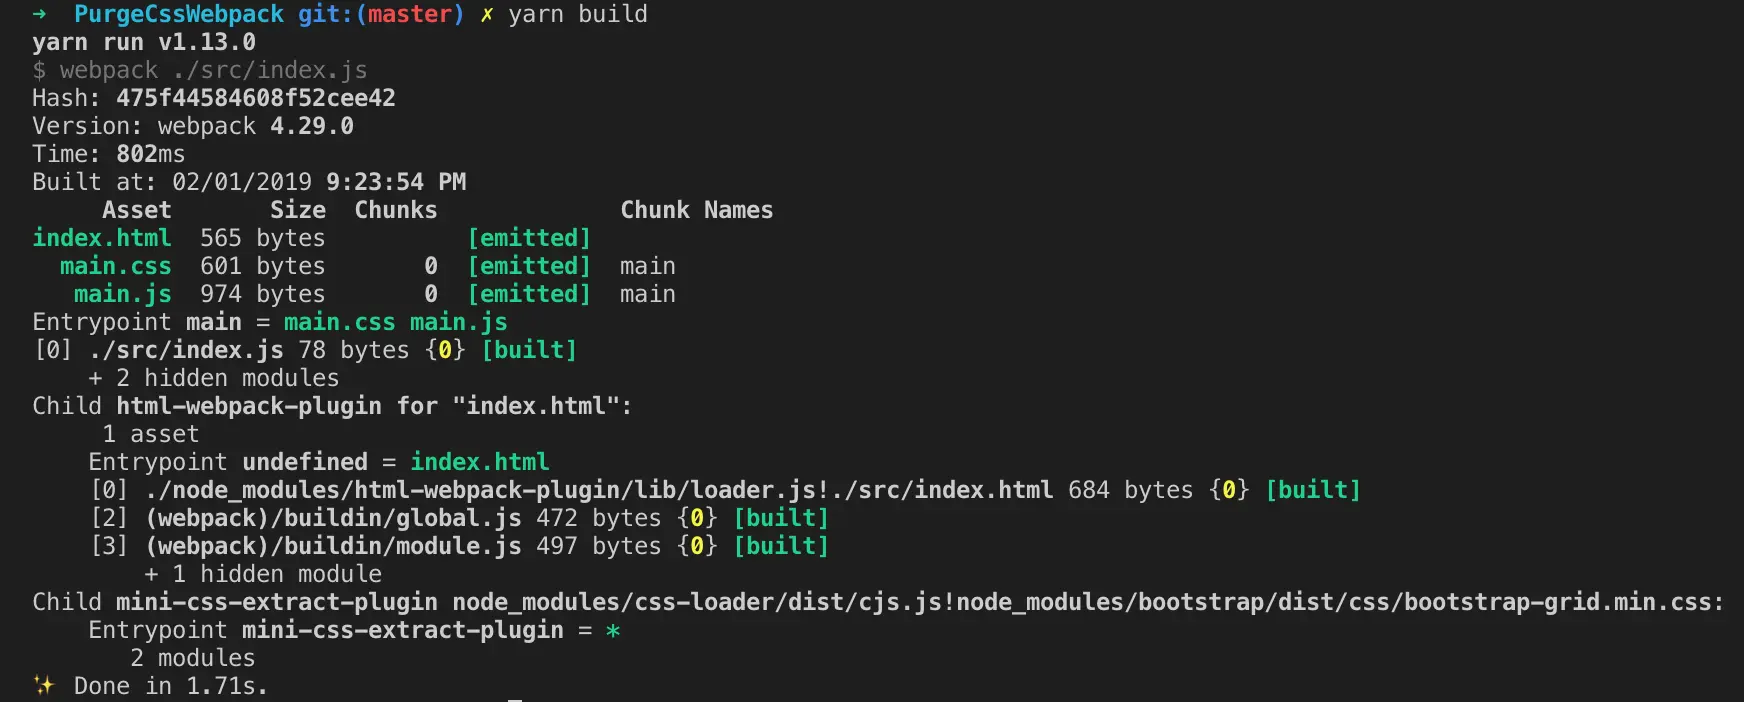 →  PurgeCssWebpack git:(master) ✗ yarn build
yarn run v1.13.0
$ webpack ./src/index.js
Hash: 475f44584608f52cee42
Version: webpack 4.29.0
Time: 802ms
Built at: 02/01/2019 9:23:54 PM
     Asset       Size  Chunks             Chunk Names
index.html  565 bytes          [emitted]
  main.css  601 bytes       0  [emitted]  main
   main.js  974 bytes       0  [emitted]  main
Entrypoint main = main.css main.js
[0] ./src/index.js 78 bytes {0} [built]
    + 2 hidden modules
Child html-webpack-plugin for "index.html":
     1 asset
    Entrypoint undefined = index.html
    [0] ./node_modules/html-webpack-plugin/lib/loader.js!./src/index.html 684 bytes {0} [built]
    [2] (webpack)/buildin/global.js 472 bytes {0} [built]
    [3] (webpack)/buildin/module.js 497 bytes {0} [built]
        + 1 hidden module
Child mini-css-extract-plugin node_modules/css-loader/dist/cjs.js!node_modules/bootstrap/dist/css/bootstrap-grid.min.css:
    Entrypoint mini-css-extract-plugin = *
       2 modules
✨ Done in 1.71s.